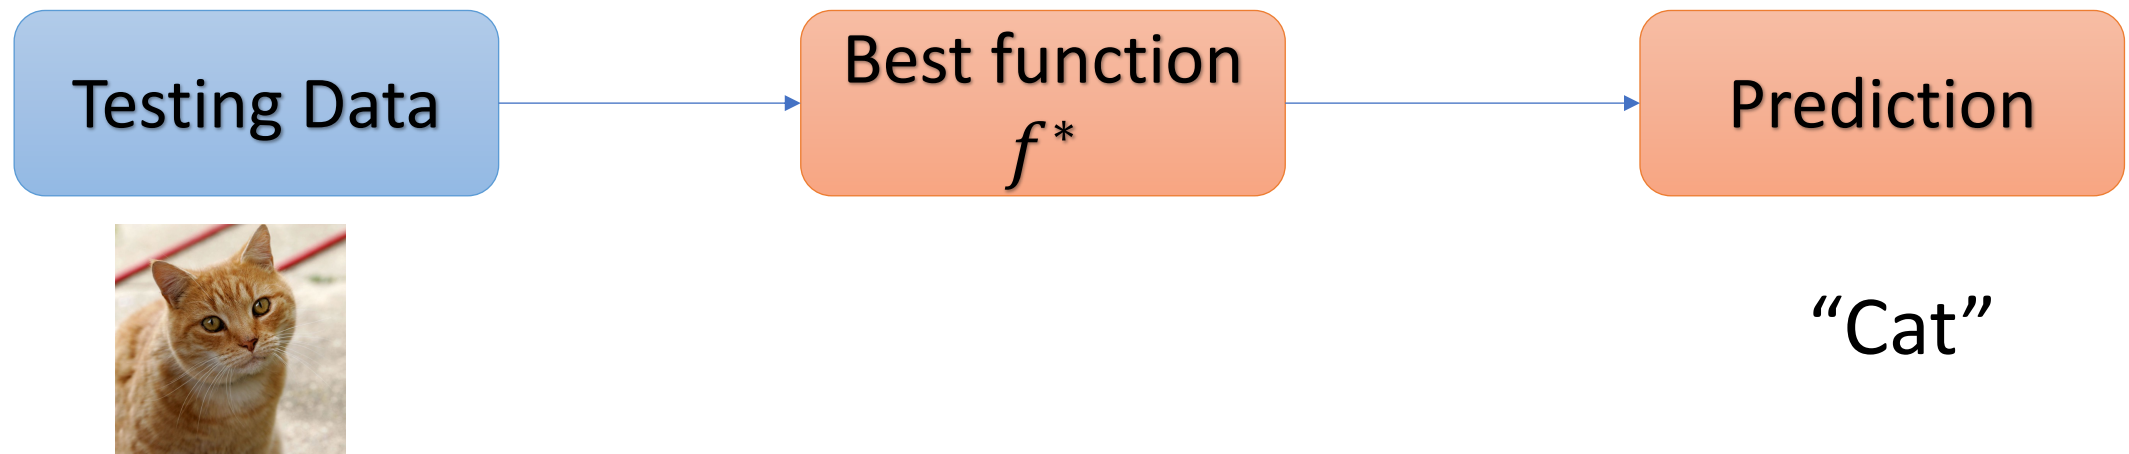 Testing Data
Best function
f *
Prediction
“Cat”